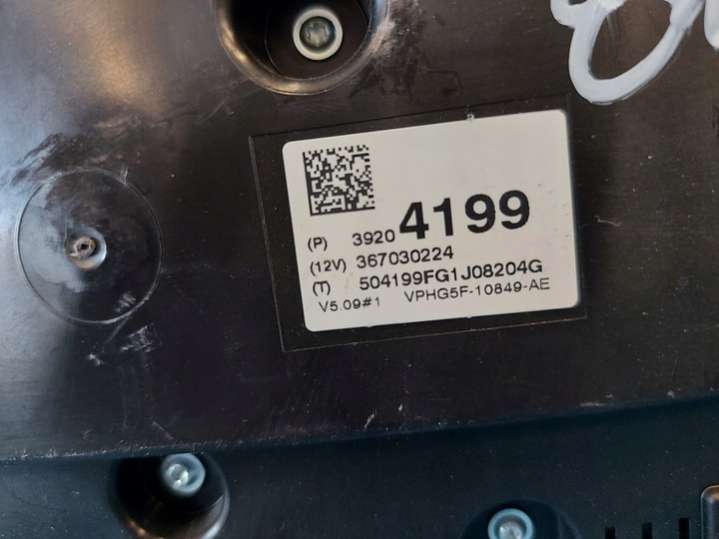 (P) 3920 4199
(12V) 367030224
(T) 504199FG1J08204G
V5.09#1 VPHG5F-10849-AE